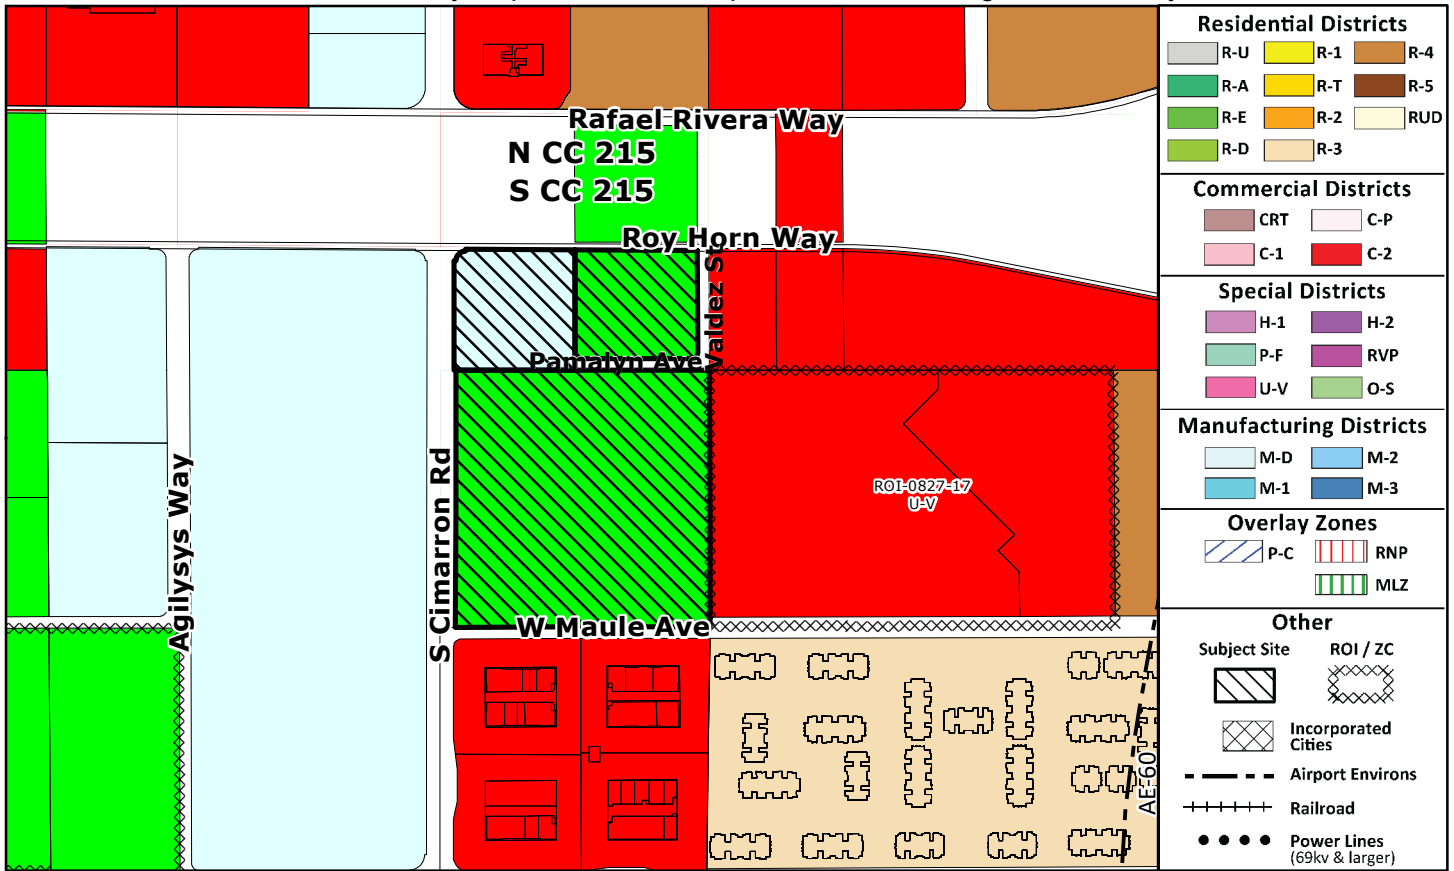 Rafael Rivera Way
N CC 215
S CC 215
Roy Horn Way
Valdez St
Pamalyn Ave
Agilysys Way
S Cimarron Rd
ROI-0827-17
U-V
W Maule Ave
AE-60
Residential Districts
R-U
R-1
R-4
R-A
R-T
R-5
R-E
R-2
RUD
R-D
R-3
Commercial Districts
CRT
C-P
C-1
C-2
Special Districts
H-1
H-2
P-F
RVP
U-V
O-S
Manufacturing Districts
M-D
M-2
M-1
M-3
Overlay Zones
P-C
RNP
MLZ
Other
Subject Site
ROI / ZC
Incorporated
Cities
Airport Environs
Railroad
Power Lines
(69kv & larger)